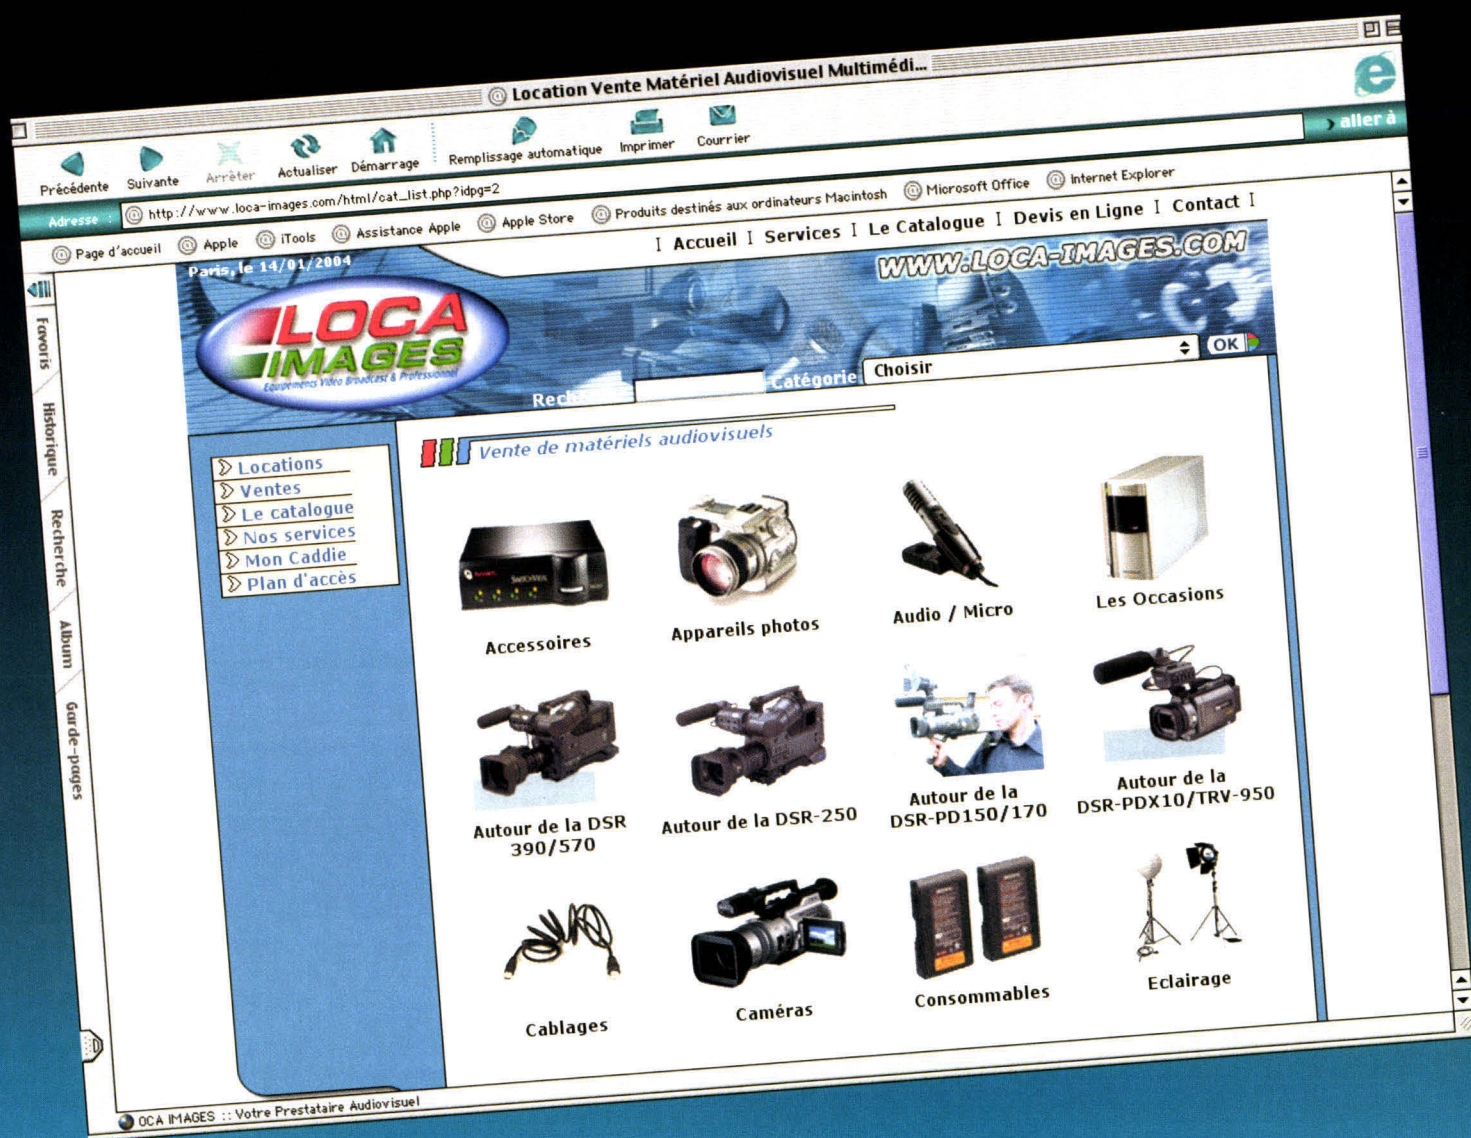 Location Vente Matériel Audiovisuel Multimédi...
Précédente Suivante Arrêter Actualiser Démarrage Remplissage automatique Imprimer Courrier
Adresse : http://www.loca-images.com/html/cat_list.php?idpg=2 aller à
Page d'accueil Apple iTools Assistance Apple Apple Store Produits destinés aux ordinateurs Macintosh Microsoft Office Internet Explorer
I Accueil I Services I Le Catalogue I Devis en Ligne I Contact I
Paris, le 14/01/2004
WWW.LOCA-IMAGES.COM
LOCA
IMAGES
Equipements Vidéo Broadcast & Professionnel
Catégorie Choisir OK
Favoris
Historique
Recherche
Album
Garde-pages
Locations
Ventes
Le catalogue
Nos services
Mon Caddie
Plan d'accès
Vente de matériels audiovisuels
Accessoires
Appareils photos
Audio / Micro
Les Occasions
Autour de la DSR
390/570
Autour de la DSR-250
Autour de la
DSR-PD150/170
Autour de la
DSR-PDX10/TRV-950
Cablages
Caméras
Consommables
Eclairage
OCA IMAGES :: Votre Prestataire Audiovisuel